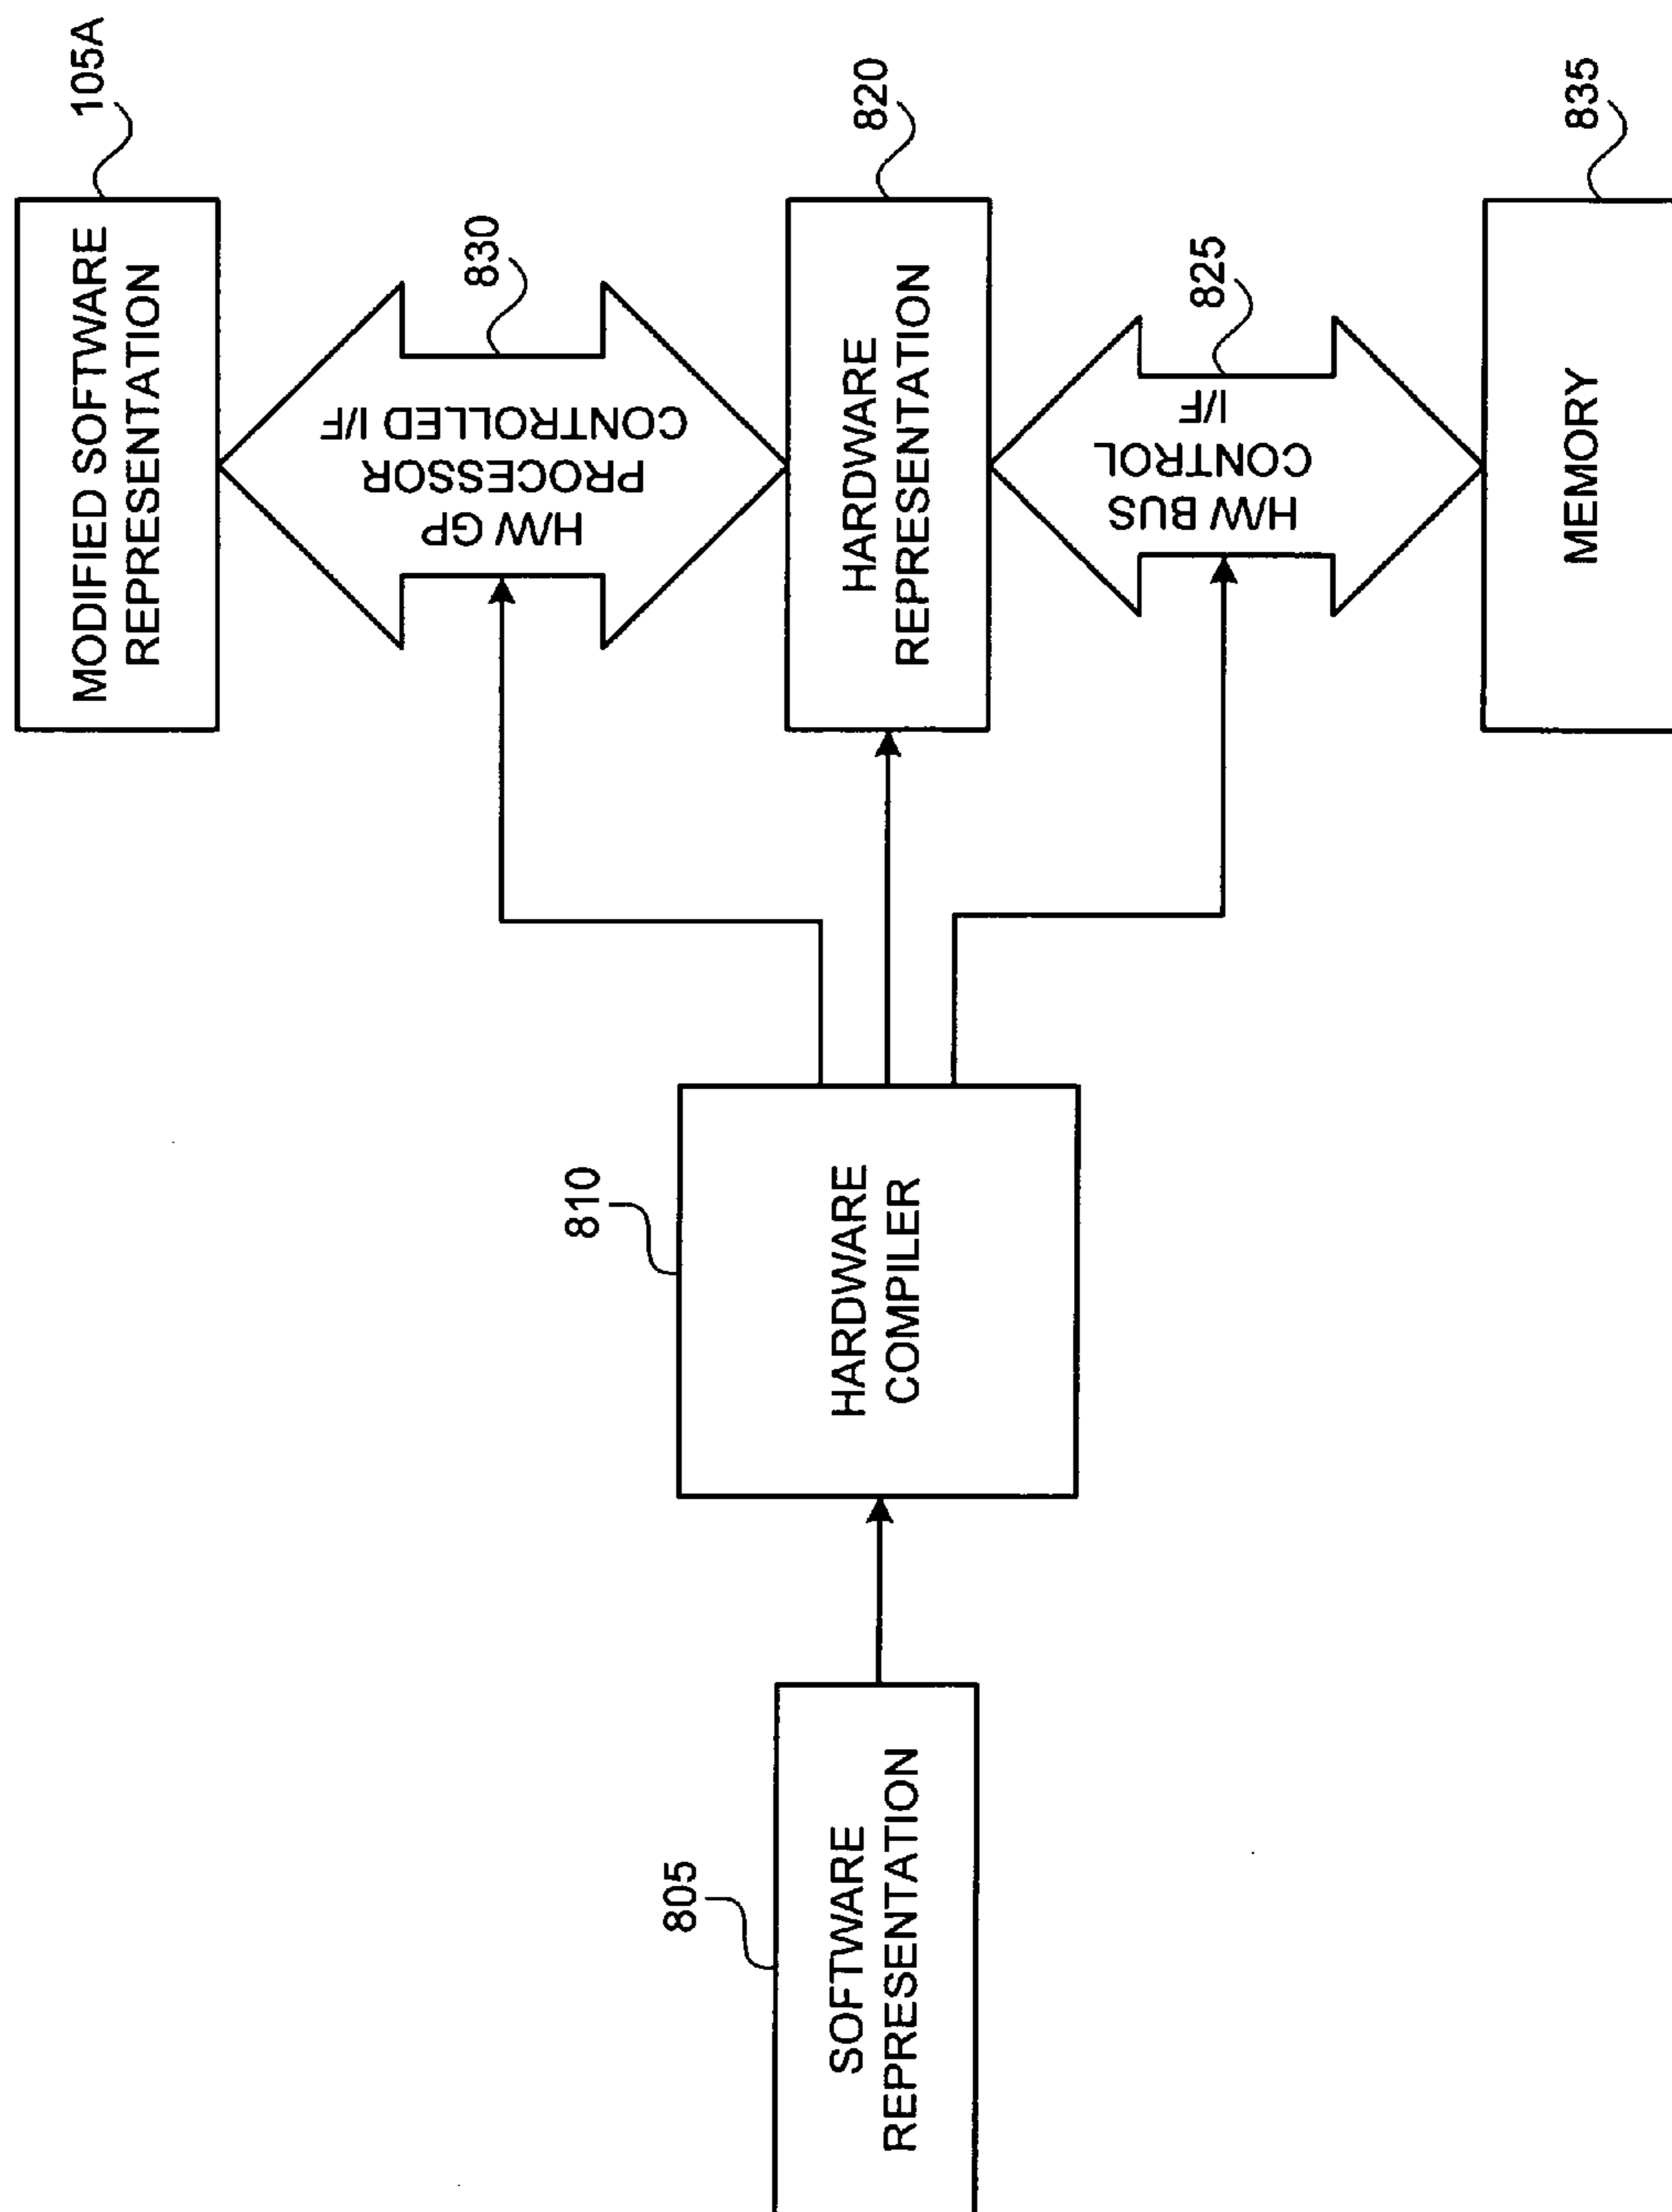 805
SOFTWARE
REPRESENTATION
810
HARDWARE
COMPILER
MODIFIED SOFTWARE
REPRESENTATION
105A
H/W GP
PROCESSOR
CONTROLLED I/F
830
HARDWARE
REPRESENTATION
820
H/W BUS
CONTROL
I/F
825
MEMORY
835